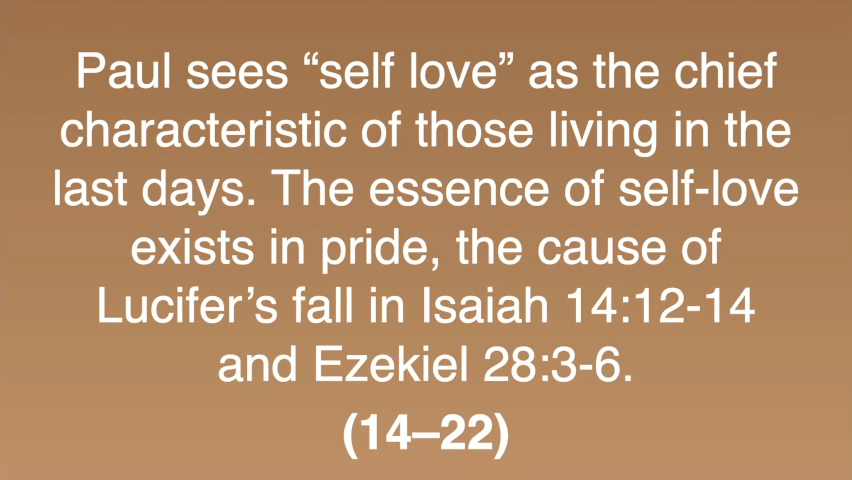 Paul sees “self love” as the chief
characteristic of those living in the
last days. The essence of self-love
exists in pride, the cause of
Lucifer’s fall in Isaiah 14:12-14
and Ezekiel 28:3-6.
(14–22)